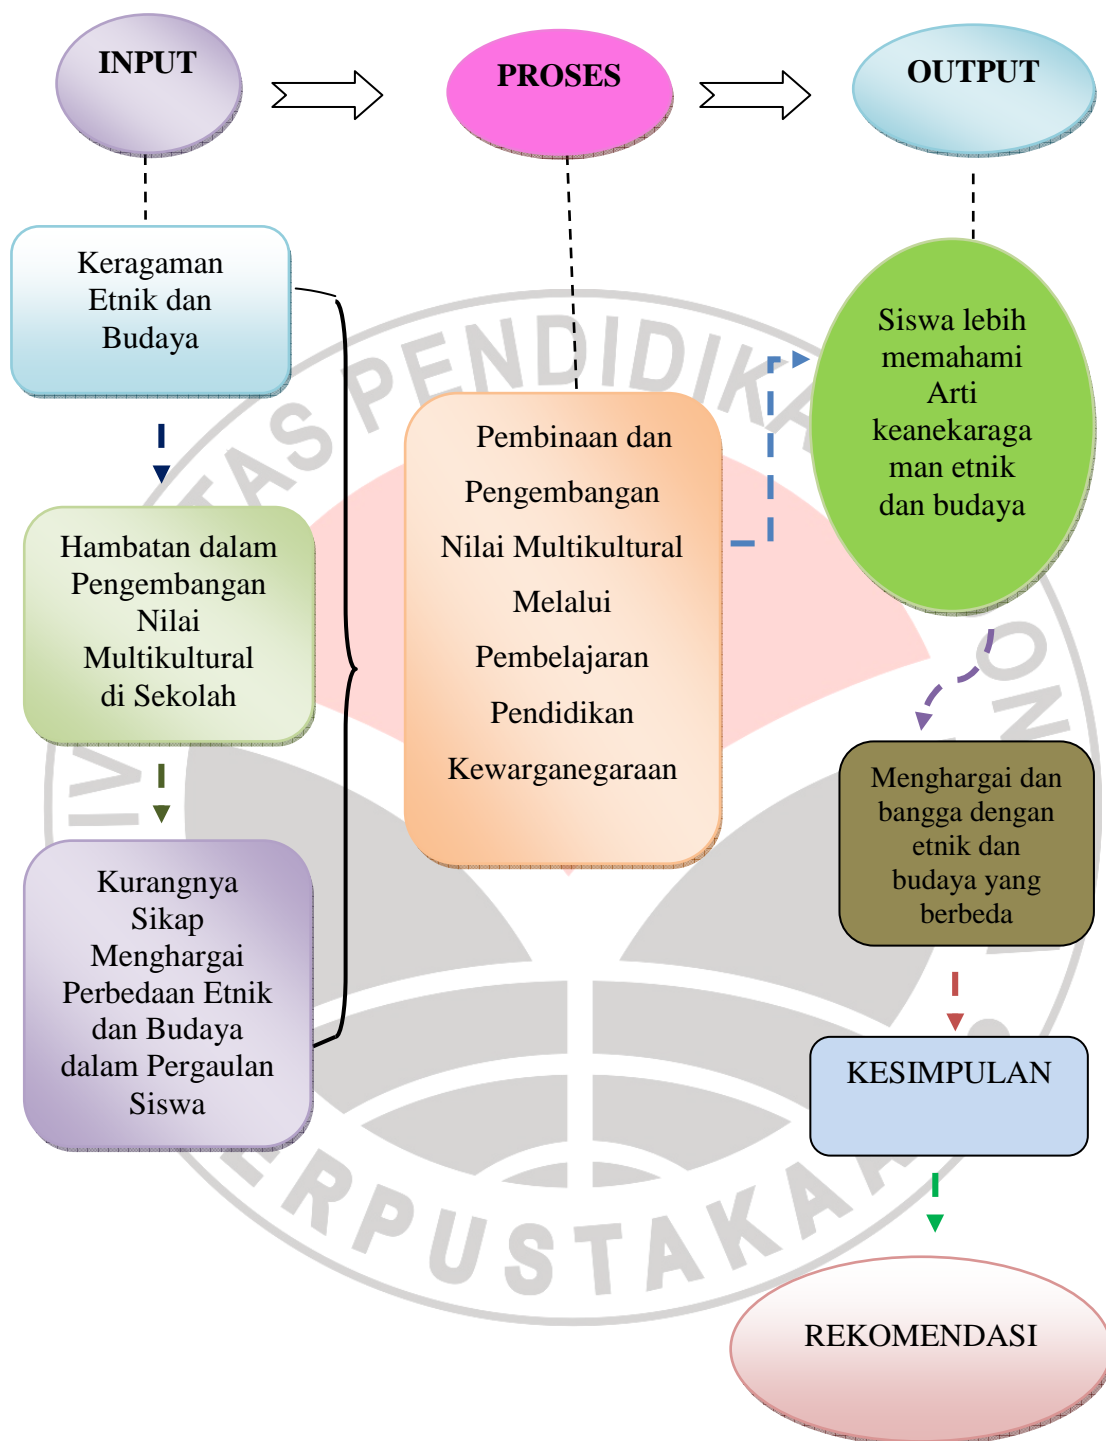 INPUT
PROSES
OUTPUT
Keragaman
Etnik dan
Budaya
Hambatan dalam
Pengembangan
Nilai
Multikultural
di Sekolah
Kurangnya
Sikap
Menghargai
Perbedaan Etnik
dan Budaya
dalam Pergaulan
Siswa
Pembinaan dan
Pengembangan
Nilai Multikultural
Melalui
Pembelajaran
Pendidikan
Kewarganegaraan
Siswa lebih
memahami
Arti
keanekaraga
man etnik
dan budaya
Menghargai dan
bangga dengan
etnik dan
budaya yang
berbeda
KESIMPULAN
REKOMENDASI